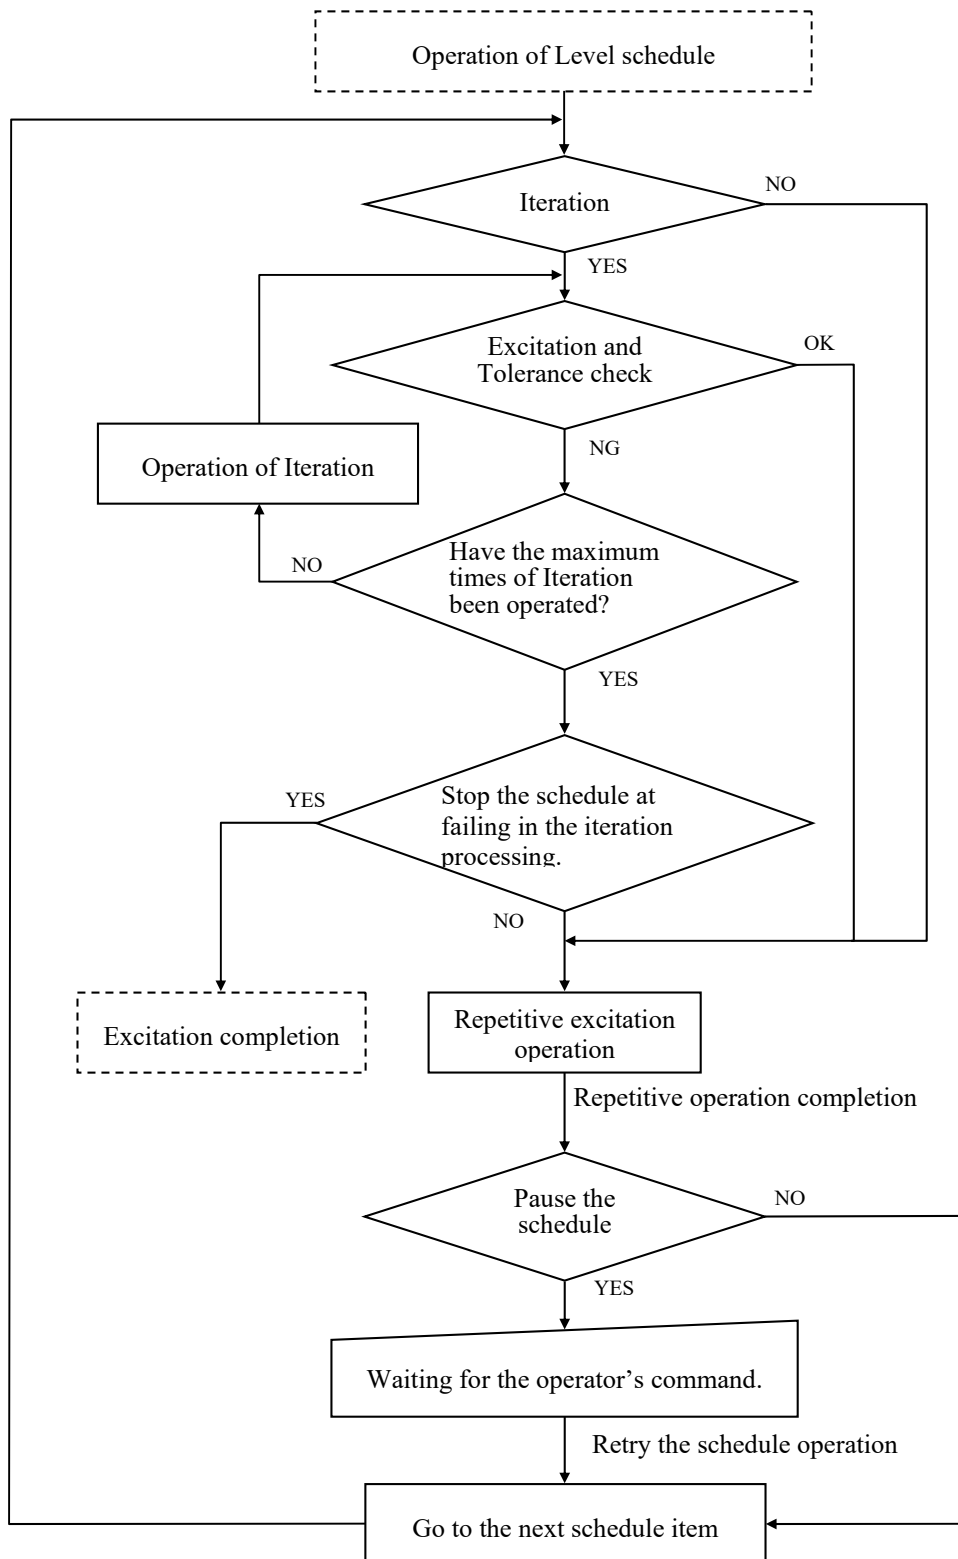 Operation of Level schedule
Iteration
NO
YES
Excitation and
Tolerance check
OK
NG
Operation of Iteration
Have the maximum
times of Iteration
been operated?
NO
YES
Stop the schedule at
failing in the iteration
processing.
YES
NO
Excitation completion
Repetitive excitation
operation
Repetitive operation completion
Pause the
schedule
NO
YES
Waiting for the operator’s command.
Retry the schedule operation
Go to the next schedule item